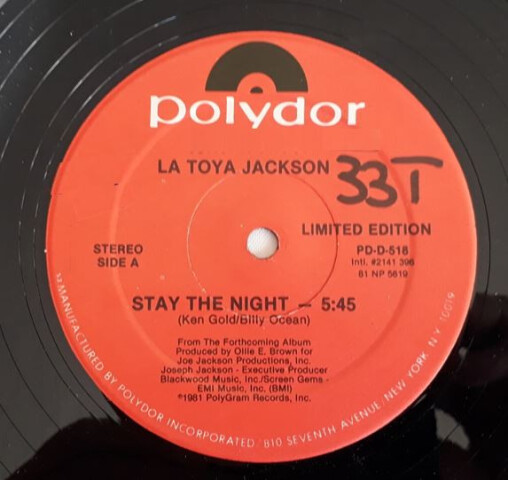 polydor
LA TOYA JACKSON
33T
LIMITED EDITION
STEREO
SIDE A
PD-D-518
Intl. #2141 396
81 NP 5619
STAY THE NIGHT – 5:45
(Ken Gold/Billy Ocean)
From The Forthcoming Album
Produced by Ollie E. Brown for
Joe Jackson Productions, Inc.
Joseph Jackson - Executive Producer
Blackwood Music, Inc./Screen Gems -
EMI Music, Inc. (BMI)
℗1981 PolyGram Records, Inc.
MANUFACTURED BY POLYDOR INCORPORATED/810 SEVENTH AVENUE, NEW YORK, N.Y. 10019